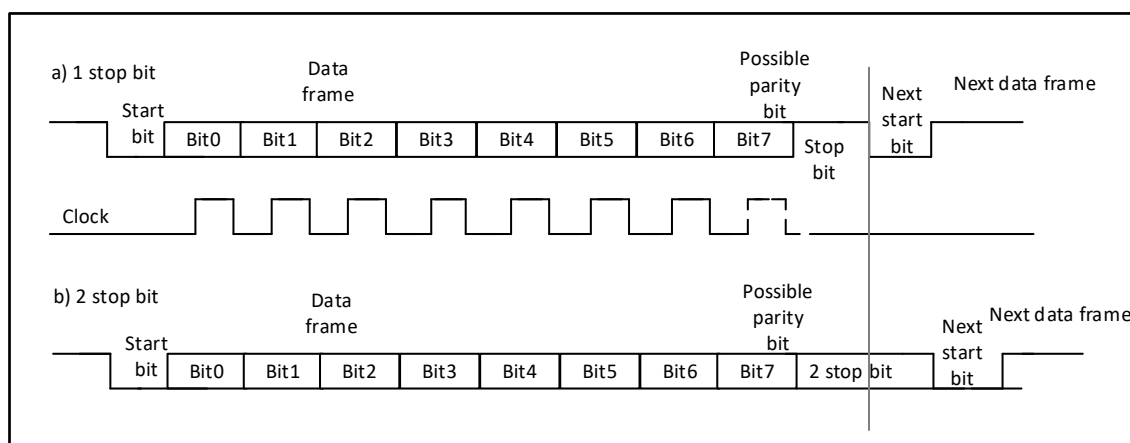 a) 1 stop bit
Data
frame
Possible
parity
bit
Next data frame
Start
bit
Next
start
bit
Bit0 Bit1 Bit2 Bit3 Bit4 Bit5 Bit6 Bit7
Stop
bit
Clock
b) 2 stop bit
Data
frame
Possible
parity
bit
Next data frame
Start
bit
Next
start
bit
Bit0 Bit1 Bit2 Bit3 Bit4 Bit5 Bit6 Bit7 2 stop bit